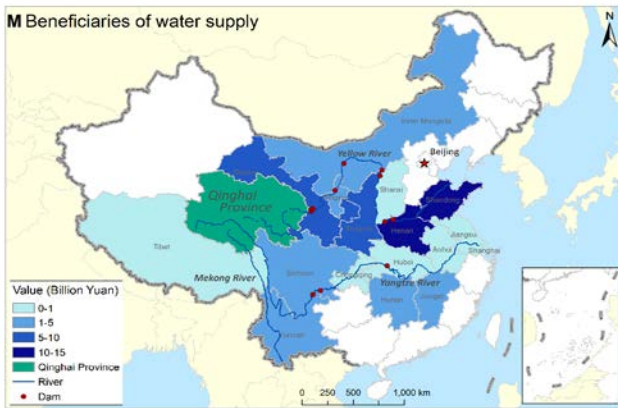 M Beneficiaries of water supply
N
Inner Mongolia
Beijing
Yellow River
Shanxi
Shandong
Qinghai
Province
Henan
Jiangsu
Anhui
Shanghai
Tibet
Hubei
Chongqing
Sichuan
Mekong River
Yangtze River
Hunan
Jiangxi
Yunnan
Value (Billion Yuan)
0-1
1-5
5-10
10-15
Qinghai Province
River
Dam
0 250 500 1,000 km